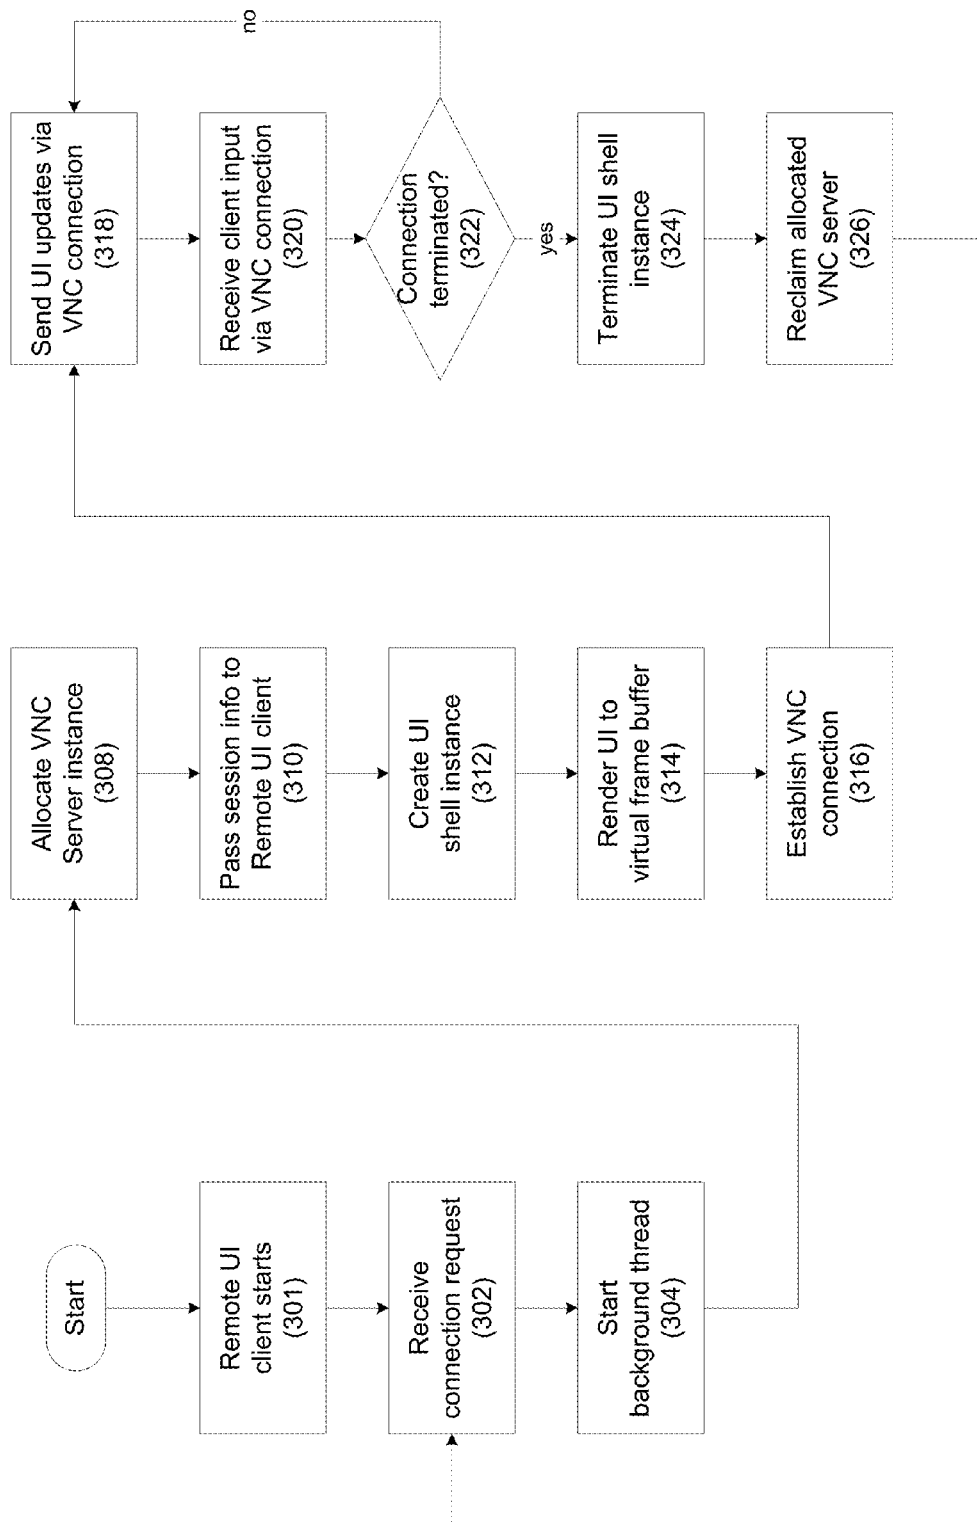 Start
Remote UI
client starts
(301)
Receive
connection request
(302)
Start
background thread
(304)
Allocate VNC
Server instance
(308)
Pass session info to
Remote UI client
(310)
Create UI
shell instance
(312)
Render UI to
virtual frame buffer
(314)
Establish VNC
connection
(316)
Send UI updates via
VNC connection
(318)
Receive client input
via VNC connection
(320)
Connection
terminated?
(322)
no
yes
Terminate UI shell
instance
(324)
Reclaim allocated
VNC server
(326)